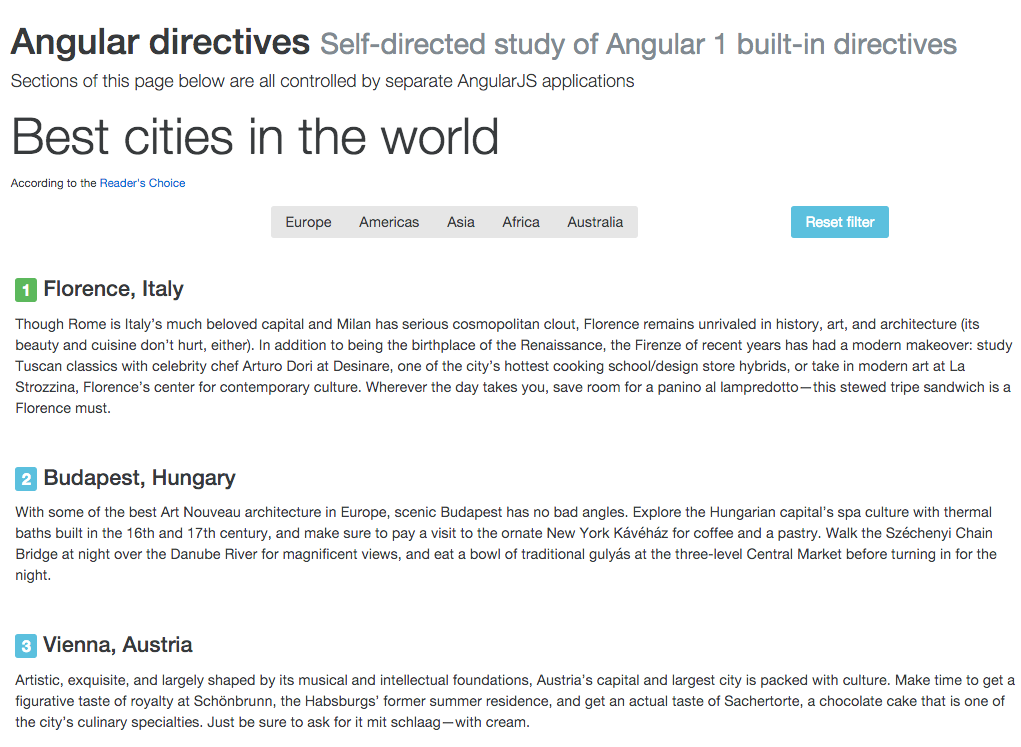 Angular directives Self-directed study of Angular 1 built-in directives
Sections of this page below are all controlled by separate AngularJS applications
Best cities in the world
According to the Reader's Choice
Europe Americas Asia Africa Australia Reset filter
1 Florence, Italy
Though Rome is Italy’s much beloved capital and Milan has serious cosmopolitan clout, Florence remains unrivaled in history, art, and architecture (its
beauty and cuisine don’t hurt, either). In addition to being the birthplace of the Renaissance, the Firenze of recent years has had a modern makeover: study
Tuscan classics with celebrity chef Arturo Dori at Desinare, one of the city’s hottest cooking school/design store hybrids, or take in modern art at La
Strozzina, Florence’s center for contemporary culture. Wherever the day takes you, save room for a panino al lampredotto—this stewed tripe sandwich is a
Florence must.
2 Budapest, Hungary
With some of the best Art Nouveau architecture in Europe, scenic Budapest has no bad angles. Explore the Hungarian capital’s spa culture with thermal
baths built in the 16th and 17th century, and make sure to pay a visit to the ornate New York Kávéház for coffee and a pastry. Walk the Széchenyi Chain
Bridge at night over the Danube River for magnificent views, and eat a bowl of traditional gulyás at the three-level Central Market before turning in for the
night.
3 Vienna, Austria
Artistic, exquisite, and largely shaped by its musical and intellectual foundations, Austria’s capital and largest city is packed with culture. Make time to get a
figurative taste of royalty at Schönbrunn, the Habsburgs’ former summer residence, and get an actual taste of Sachertorte, a chocolate cake that is one of
the city’s culinary specialties. Just be sure to ask for it mit schlaag—with cream.